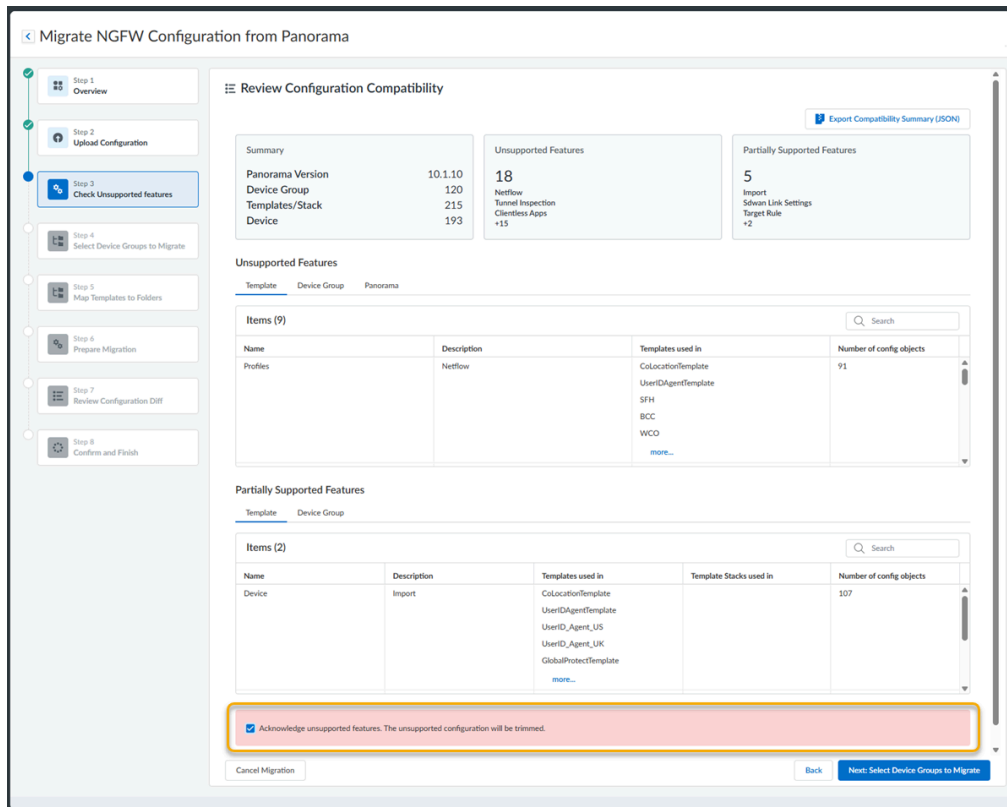 Migrate NGFW Configuration from Panorama
Step 1
Overview
Step 2
Upload Configuration
Step 3
Check Unsupported features
Step 4
Select Device Groups to Migrate
Step 5
Map Templates to Folders
Step 6
Prepare Migration
Step 7
Review Configuration Diff
Step 8
Confirm and Finish
Review Configuration Compatibility
Export Compatibility Summary (JSON)
Summary
Panorama Version 10.1.10
Device Group 120
Templates/Stack 215
Device 193
Unsupported Features
18
Netflow
Tunnel Inspection
Clientless Apps
+15
Partially Supported Features
5
Import
Sdwan Link Settings
Target Rule
+2
Unsupported Features
Template Device Group Panorama
Items (9) Search
Name Description Templates used in Number of config objects
Profiles Netflow CoLocationTemplate 91
UserIDAgentTemplate
SFH
BCC
WCO
more...
Partially Supported Features
Template Device Group
Items (2) Search
Name Description Templates used in Template Stacks used in Number of config objects
Device Import CoLocationTemplate 107
UserIDAgentTemplate
UserID_Agent_US
UserID_Agent_UK
GlobalProtectTemplate
more...
Acknowledge unsupported features. The unsupported configuration will be trimmed.
Cancel Migration Back Next: Select Device Groups to Migrate